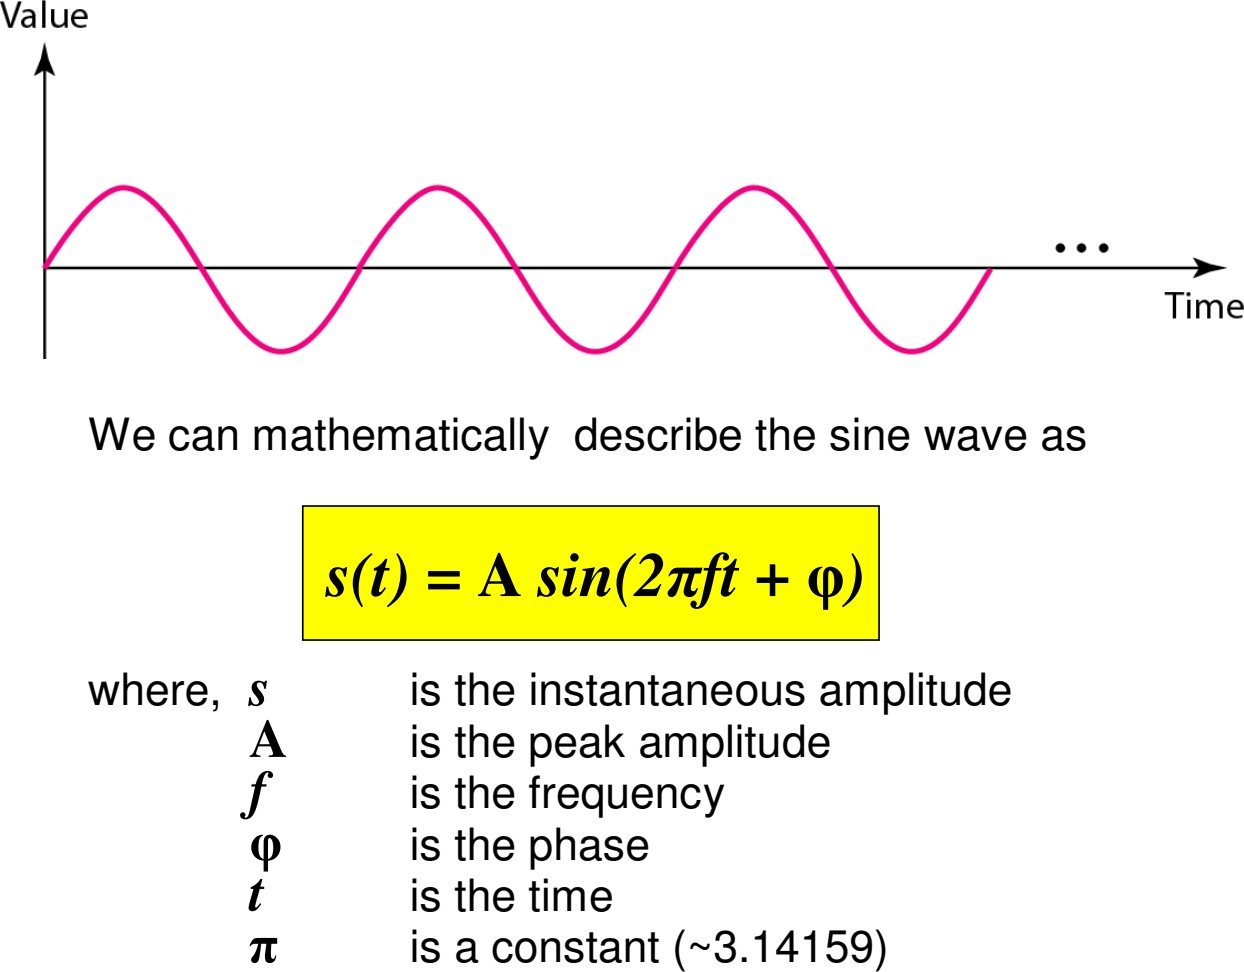 Value
...
Time
We can mathematically describe the sine wave as
s(t) = A sin(2πft + φ)
where, s is the instantaneous amplitude
A is the peak amplitude
f is the frequency
φ is the phase
t is the time
π is a constant (~3.14159)